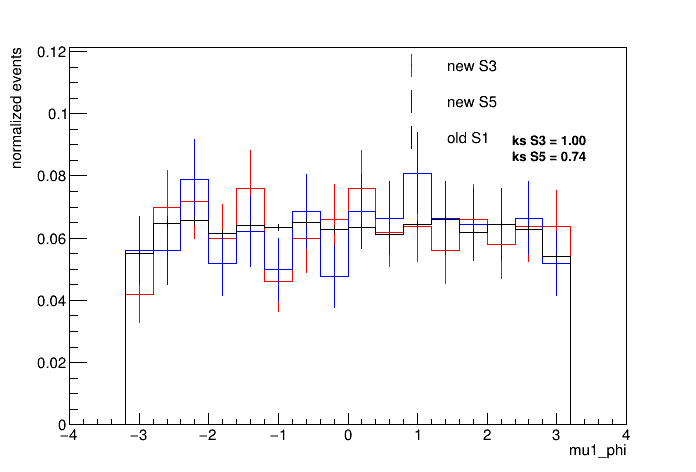 normalized events
0.12
0.1
0.08
0.06
0.04
0.02
0
new S3
new S5
old S1
ks S3 = 1.00
ks S5 = 0.74
−4 −3 −2 −1 0 1 2 3 4
mu1_phi